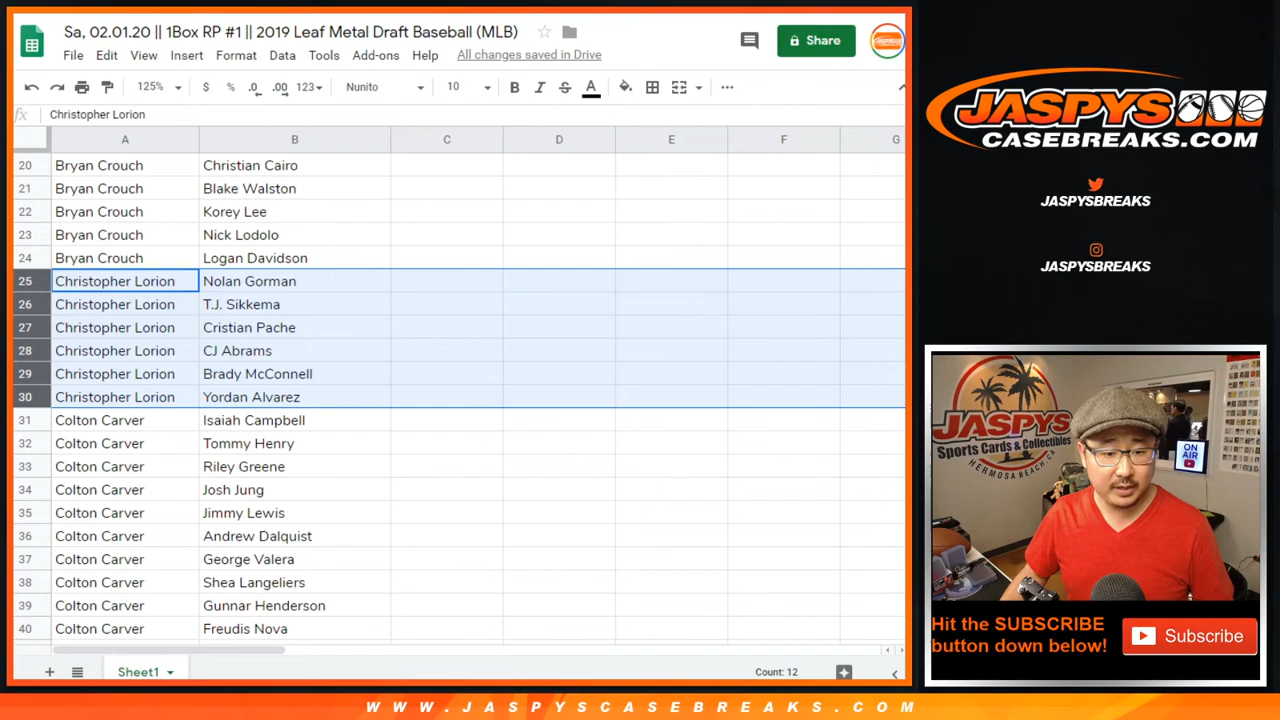 Sa, 02.01.20 || 1Box RP #1 || 2019 Leaf Metal Draft Baseball (MLB)
File Edit Insert Format Data Tools Add-ons Help All changes saved in Drive
Share
125% $ % .0 .00 123 Nunito 10 B I S A
fx Christopher Lorion
A B C D E F G
20 Bryan Crouch Christian Cairo
21 Bryan Crouch Blake Walston
22 Bryan Crouch Korey Lee
23 Bryan Crouch Nick Lodolo
24 Bryan Crouch Logan Davidson
25 Christopher Lorion Nolan Gorman
26 Christopher Lorion T.J. Sikkema
27 Christopher Lorion Cristian Pache
28 Christopher Lorion CJ Abrams
29 Christopher Lorion Brady McConnell
30 Christopher Lorion Yordan Alvarez
31 Colton Carver Isaiah Campbell
32 Colton Carver Tommy Henry
33 Colton Carver Riley Greene
34 Colton Carver Josh Jung
35 Colton Carver Jimmy Lewis
36 Colton Carver Andrew Dalquist
37 Colton Carver George Valera
38 Colton Carver Shea Langeliers
39 Colton Carver Gunnar Henderson
40 Colton Carver Freudis Nova
Sheet1 Count: 12
JASPYS
CASEBREAKS.COM
JASPYSBREAKS
JASPYSBREAKS
JASPYS
Sports Cards & Collectibles
HERMOSA BEACH, CA
ON AIR
Hit the SUBSCRIBE
button down below!
Subscribe
WWW.JASPYSCASEBREAKS.COM